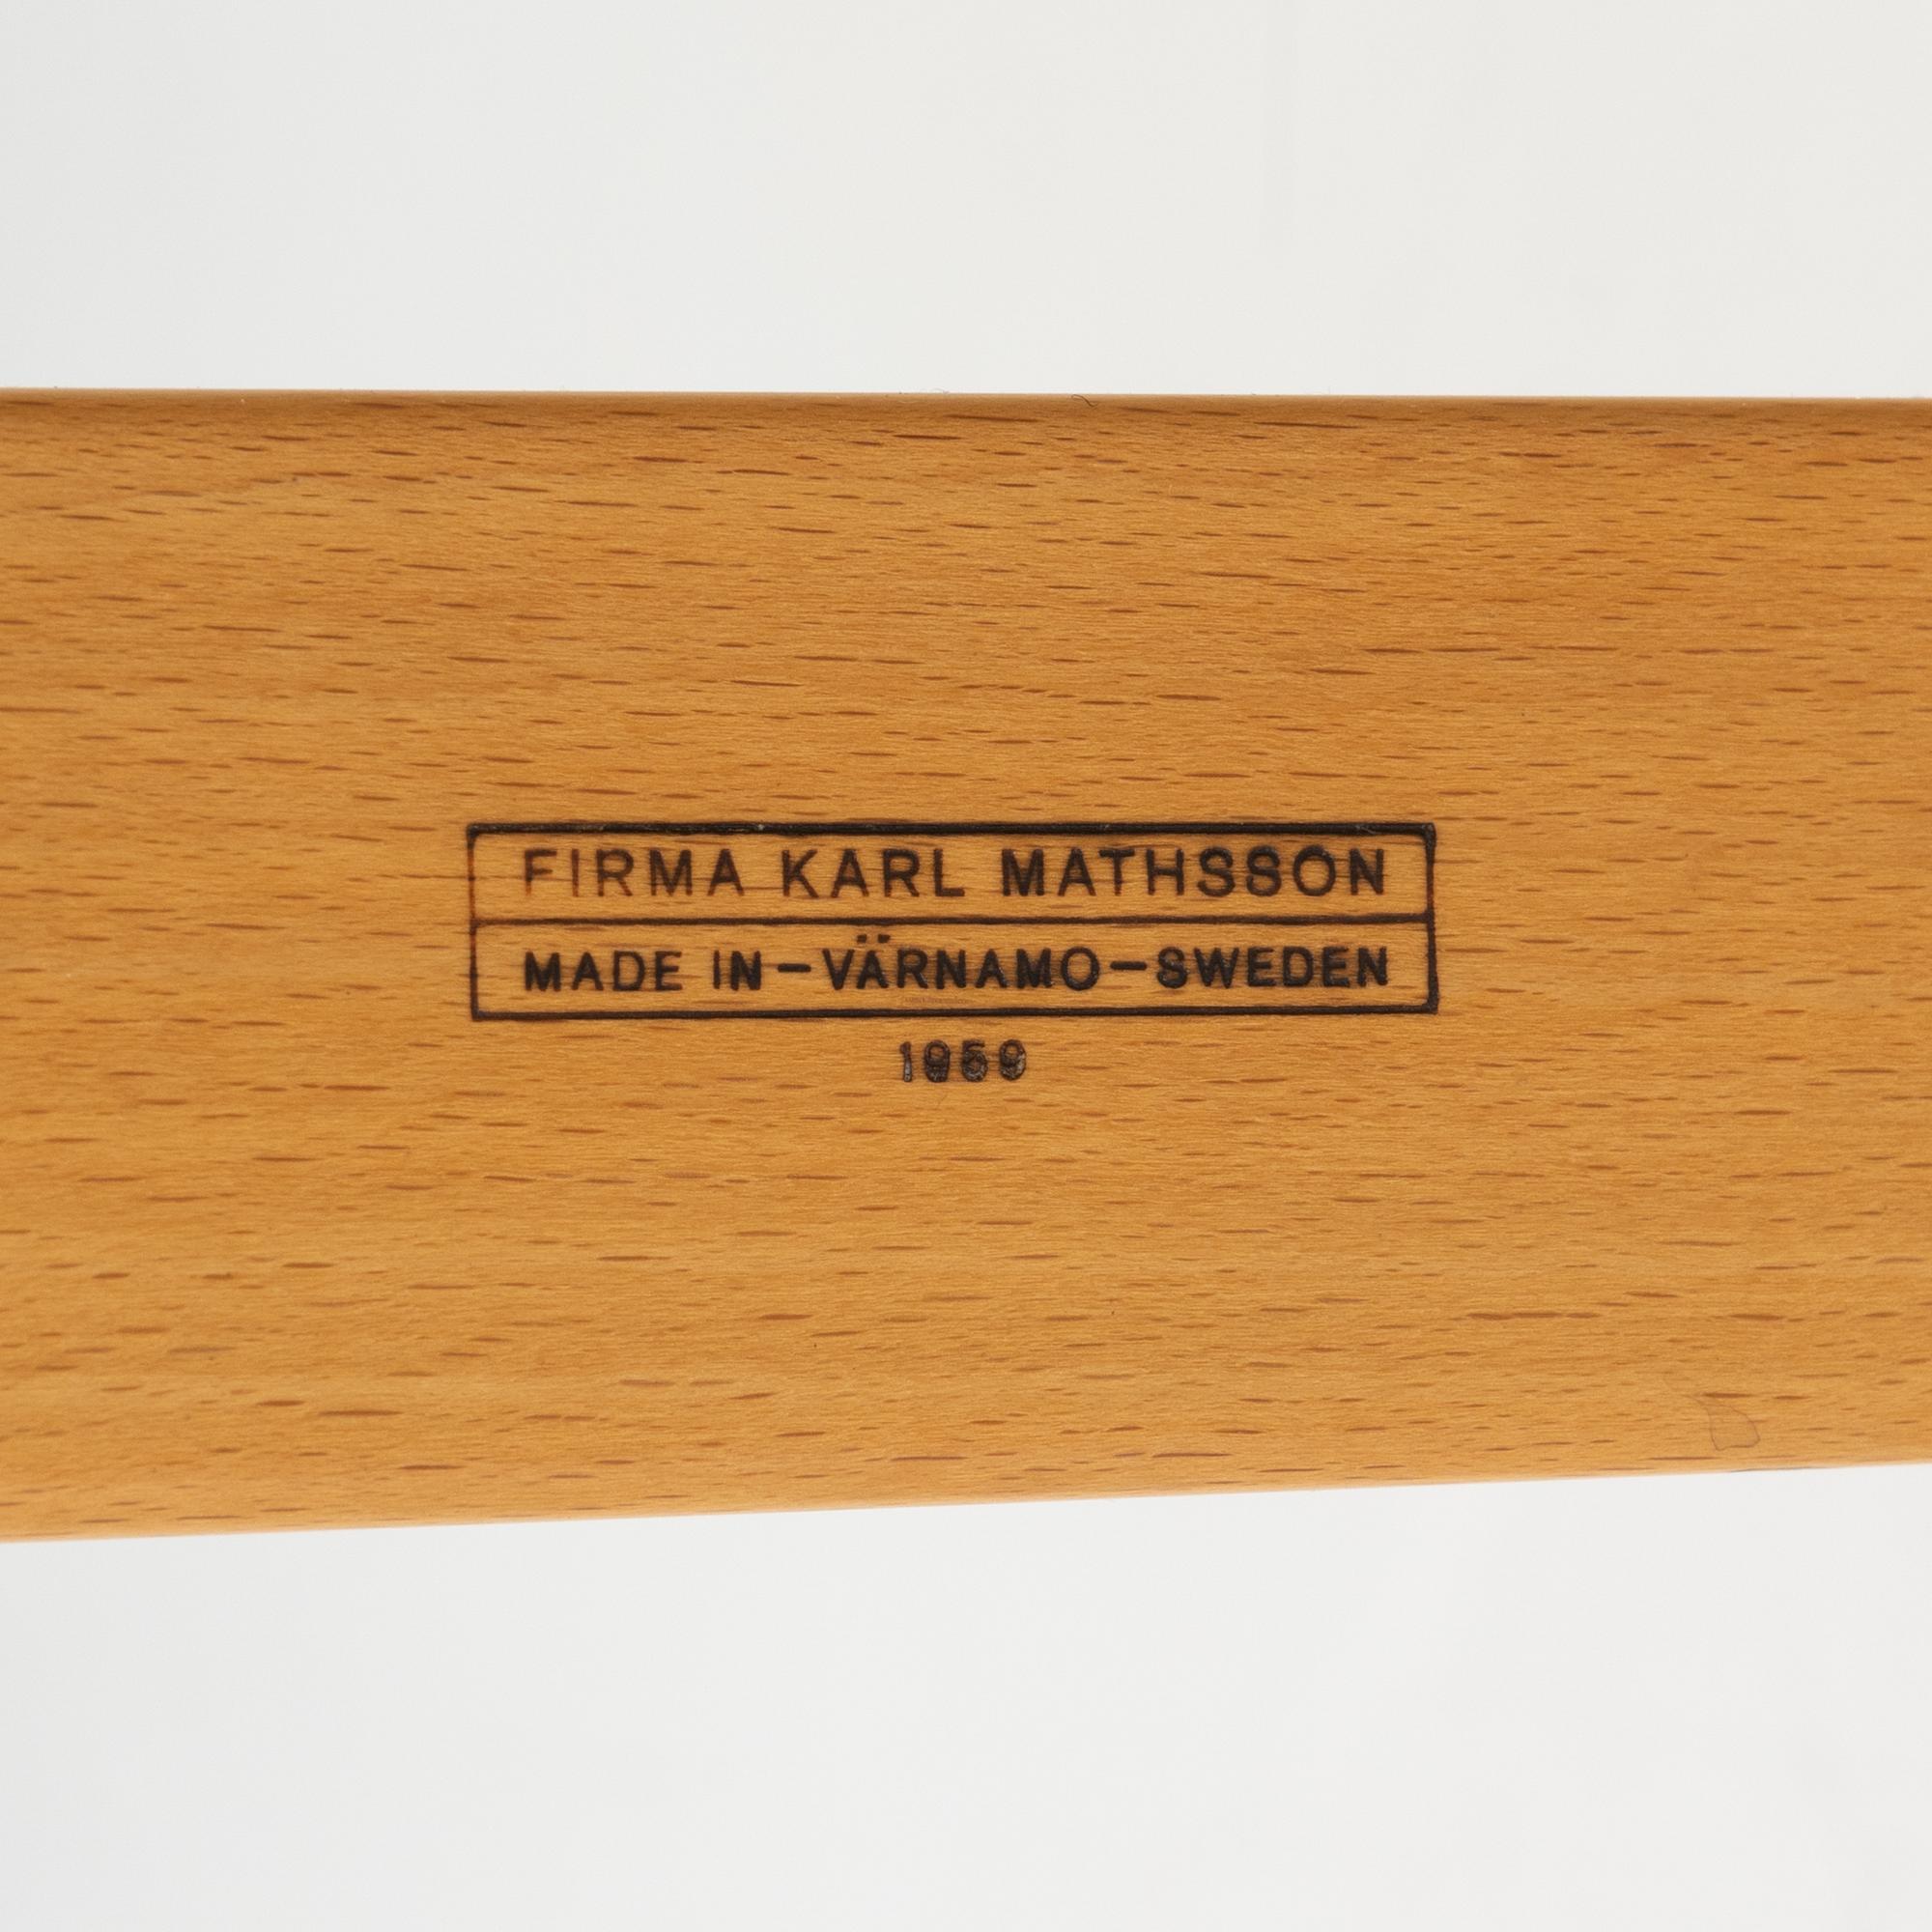 FIRMA KARL MATHSSON
MADE IN-VÄRNAMO-SWEDEN
1959